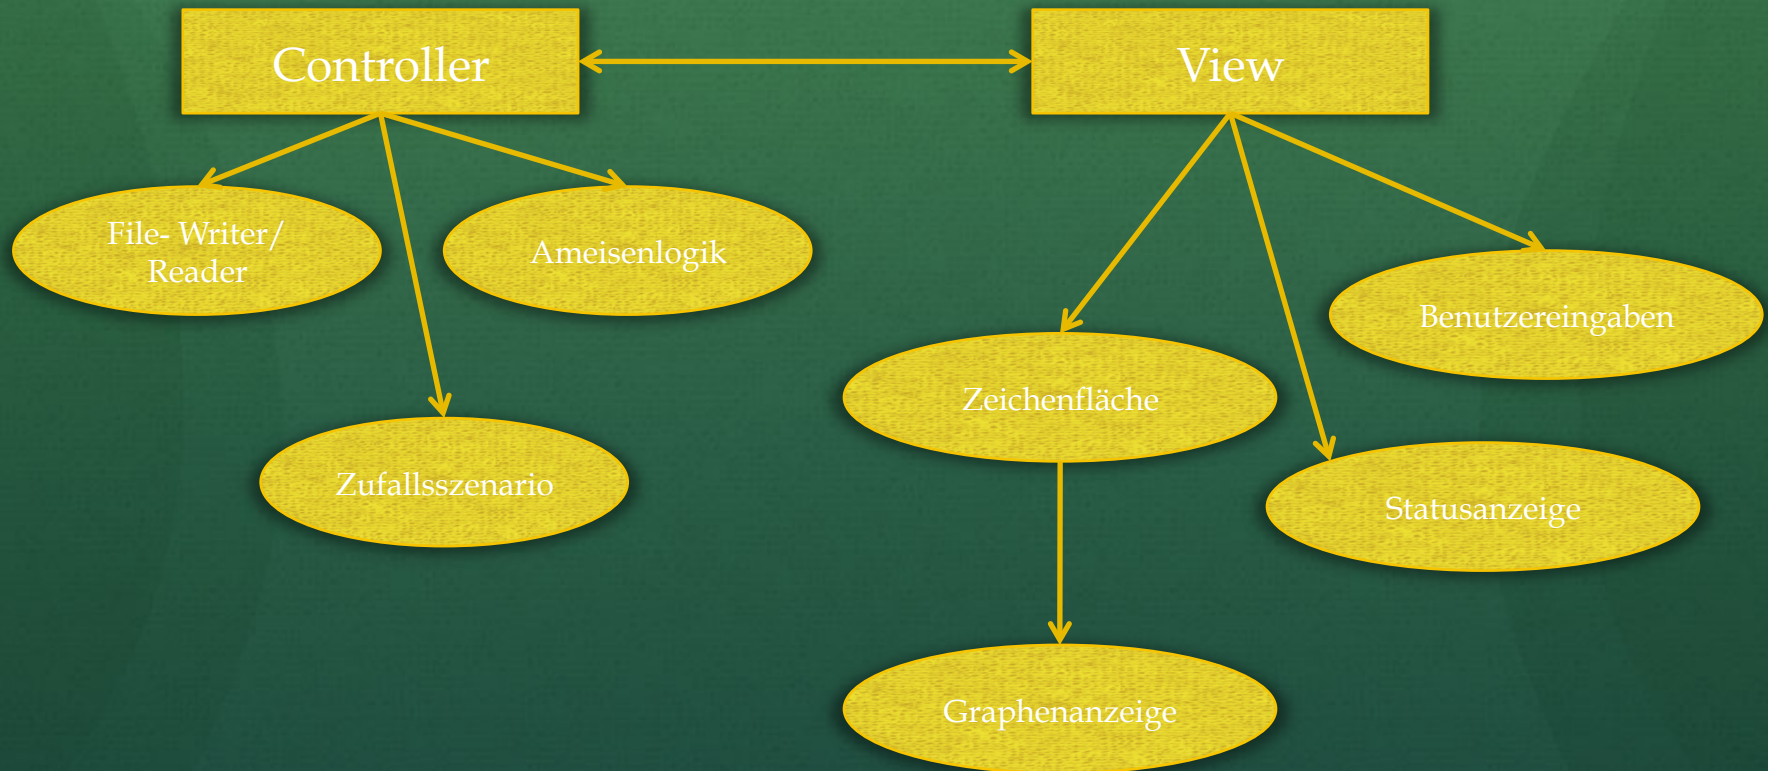 Controller
View
File- Writer/
Reader
Ameisenlogik
Benutzereingaben
Zeichenfläche
Zufallsszenario
Statusanzeige
Graphenanzeige